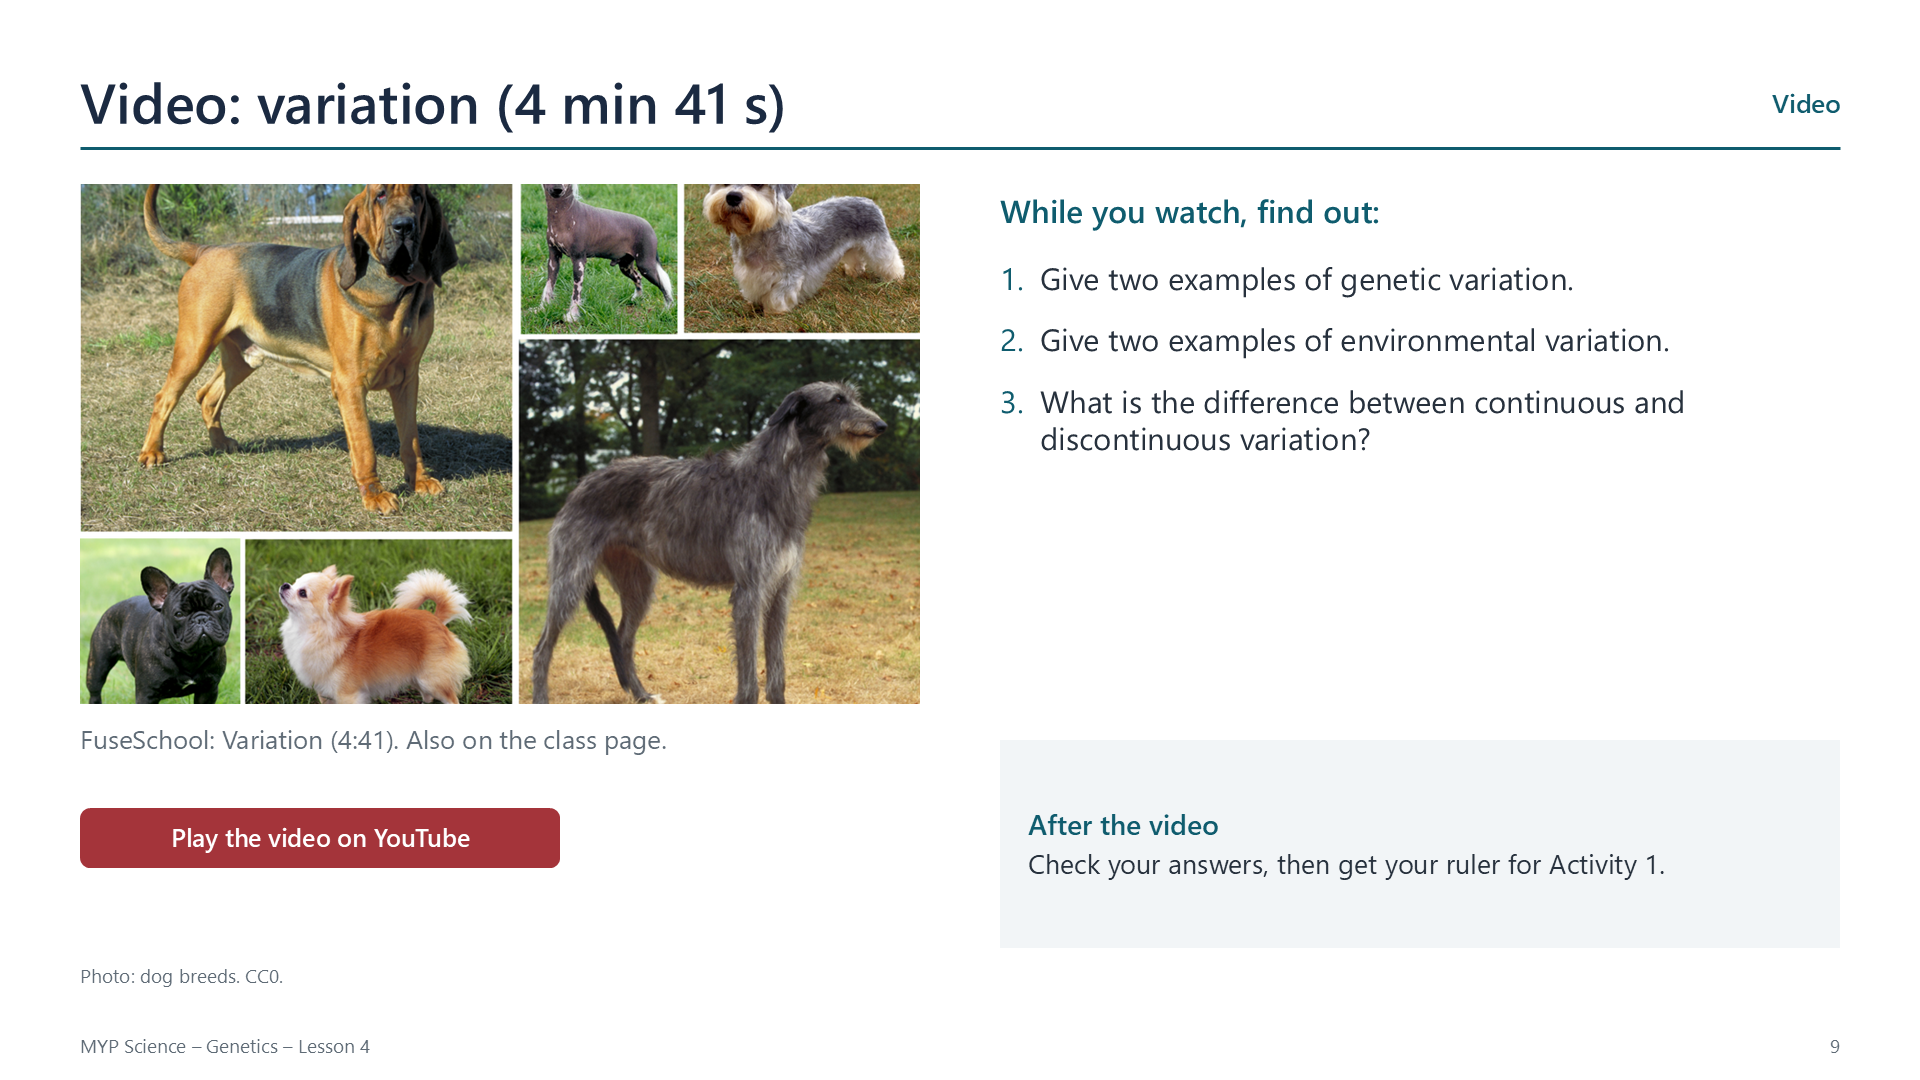 Video: variation (4 min 41 s)
Video
FuseSchool: Variation (4:41). Also on the class page.
Play the video on YouTube
Photo: dog breeds. CC0.
While you watch, find out:
1. Give two examples of genetic variation.
2. Give two examples of environmental variation.
3. What is the difference between continuous and
discontinuous variation?
After the video
Check your answers, then get your ruler for Activity 1.
MYP Science – Genetics – Lesson 4
9